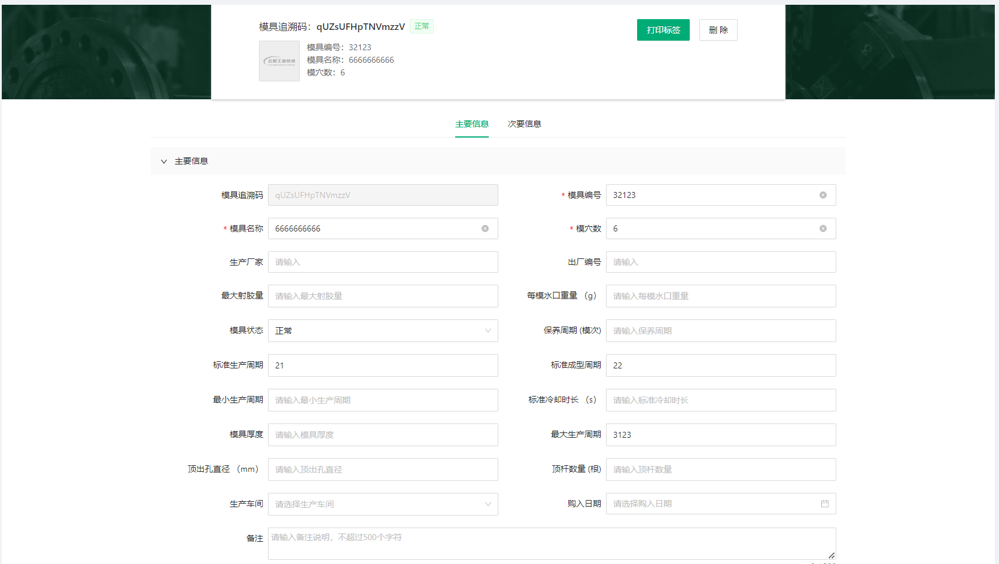 模具追溯码：qUZsUFHpTNVmzzV 正常
打印标签 删 除
云数工业技术
模具编号：32123
模具名称：6666666666
模穴数：6
主要信息 次要信息
主要信息
模具追溯码 qUZsUFHpTNVmzzV * 模具编号 32123
* 模具名称 6666666666 * 模穴数 6
生产厂家 请输入 出厂编号 请输入
最大射胶量 请输入最大射胶量 每模水口重量 （g） 请输入每模水口重量
模具状态 正常 保养周期 (模次) 请输入保养周期
标准生产周期 21 标准成型周期 22
最小生产周期 请输入最小生产周期 标准冷却时长 （s） 请输入标准冷却时长
模具厚度 请输入模具厚度 最大生产周期 3123
顶出孔直径 （mm） 请输入顶出孔直径 顶杆数量 (根) 请输入顶杆数量
生产车间 请选择生产车间 购入日期 请选择购入日期
备注 请输入备注说明，不超过500个字符